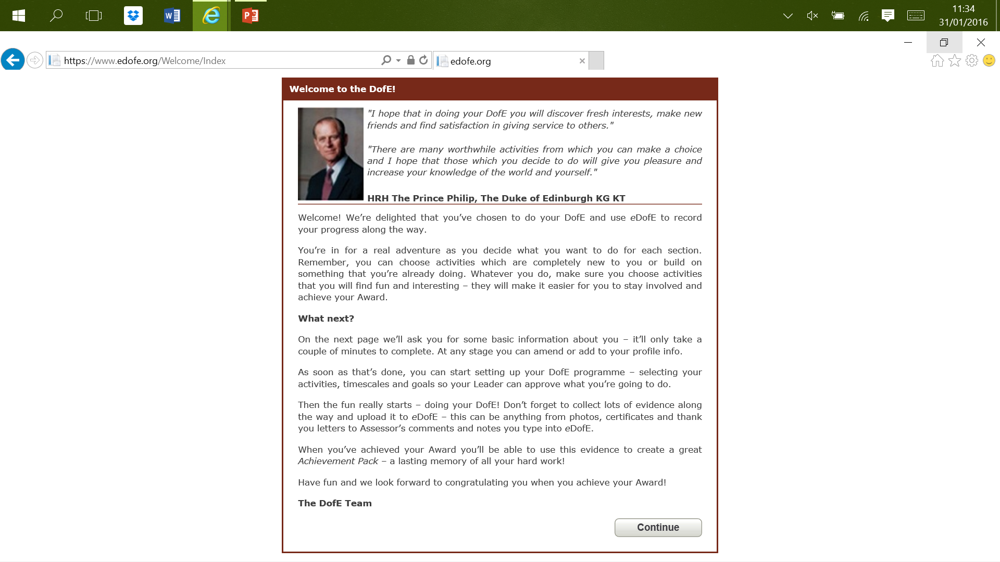 11:34
31/01/2016
https://www.edofe.org/Welcome/Index
edofe.org
Welcome to the DofE!
"I hope that in doing your DofE you will discover fresh interests, make new
friends and find satisfaction in giving service to others."
"There are many worthwhile activities from which you can make a choice
and I hope that those which you decide to do will give you pleasure and
increase your knowledge of the world and yourself."
HRH The Prince Philip, The Duke of Edinburgh KG KT
Welcome! We’re delighted that you’ve chosen to do your DofE and use eDofE to record
your progress along the way.
You’re in for a real adventure as you decide what you want to do for each section.
Remember, you can choose activities which are completely new to you or build on
something that you’re already doing. Whatever you do, make sure you choose activities
that you will find fun and interesting – they will make it easier for you to stay involved and
achieve your Award.
What next?
On the next page we’ll ask you for some basic information about you – it’ll only take a
couple of minutes to complete. At any stage you can amend or add to your profile info.
As soon as that’s done, you can start setting up your DofE programme – selecting your
activities, timescales and goals so your Leader can approve what you’re going to do.
Then the fun really starts – doing your DofE! Don’t forget to collect lots of evidence along
the way and upload it to eDofE – this can be anything from photos, certificates and thank
you letters to Assessor’s comments and notes you type into eDofE.
When you’ve achieved your Award you’ll be able to use this evidence to create a great
Achievement Pack – a lasting memory of all your hard work!
Have fun and we look forward to congratulating you when you achieve your Award!
The DofE Team
Continue